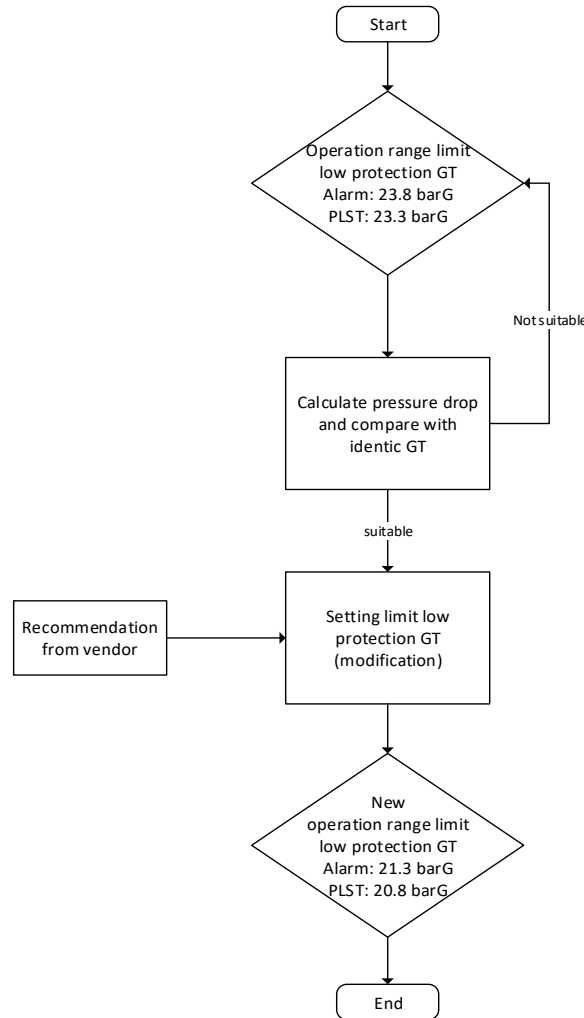 Start
Operation range limit
low protection GT
Alarm: 23.8 barG
PLST: 23.3 barG
Not suitable
Calculate pressure drop
and compare with
identic GT
suitable
Recommendation
from vendor
Setting limit low
protection GT
(modification)
New
operation range limit
low protection GT
Alarm: 21.3 barG
PLST: 20.8 barG
End